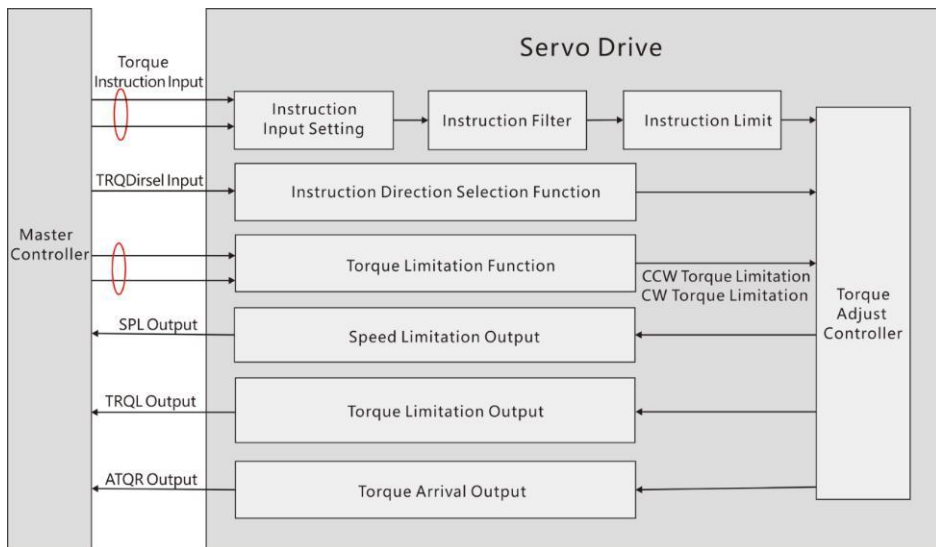 Servo Drive
Torque
Instruction Input
Instruction
Input Setting
Instruction Filter
Instruction Limit
TRQDirsel Input
Instruction Direction Selection Function
Master
Controller
Torque Limitation Function
CCW Torque Limitation
CW Torque Limitation
Torque
Adjust
Controller
SPL Output
Speed Limitation Output
TRQL Output
Torque Limitation Output
ATQR Output
Torque Arrival Output